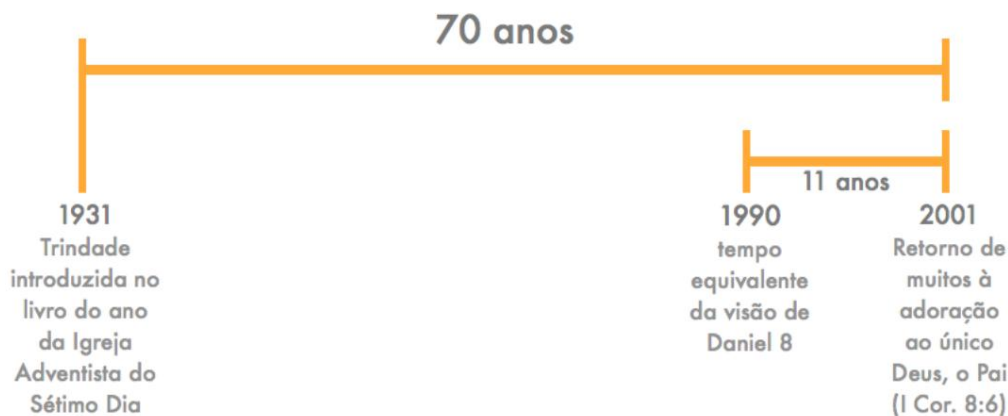 70 anos
11 anos
1931
Trindade
introduzida no
livro do ano
da Igreja
Adventista do
Sétimo Dia
1990
tempo
equivalente
da visão de
Daniel 8
2001
Retorno de
muitos à
adoração
ao único
Deus, o Pai
(I Cor. 8:6)